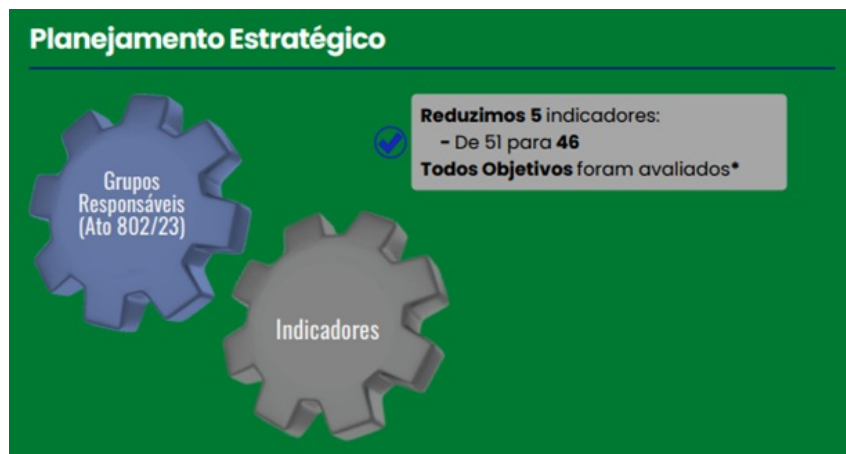 Planejamento Estratégico
Reduzimos 5 indicadores:
- De 51 para 46
Todos Objetivos foram avaliados*
Grupos
Responsáveis
(Ato 802/23)
Indicadores